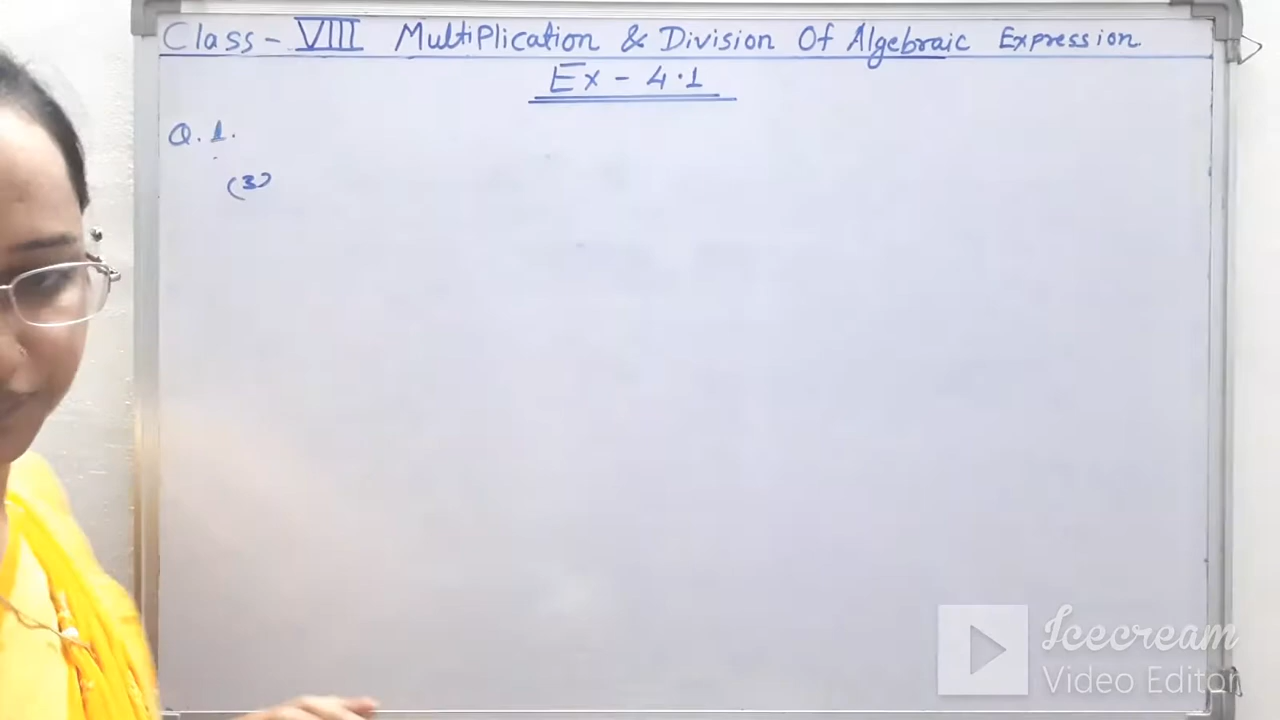 Class - VIII Multiplication & Division Of Algebraic Expression
Ex - 4.1
Q.1.
(3)
Icecream
Video Editor